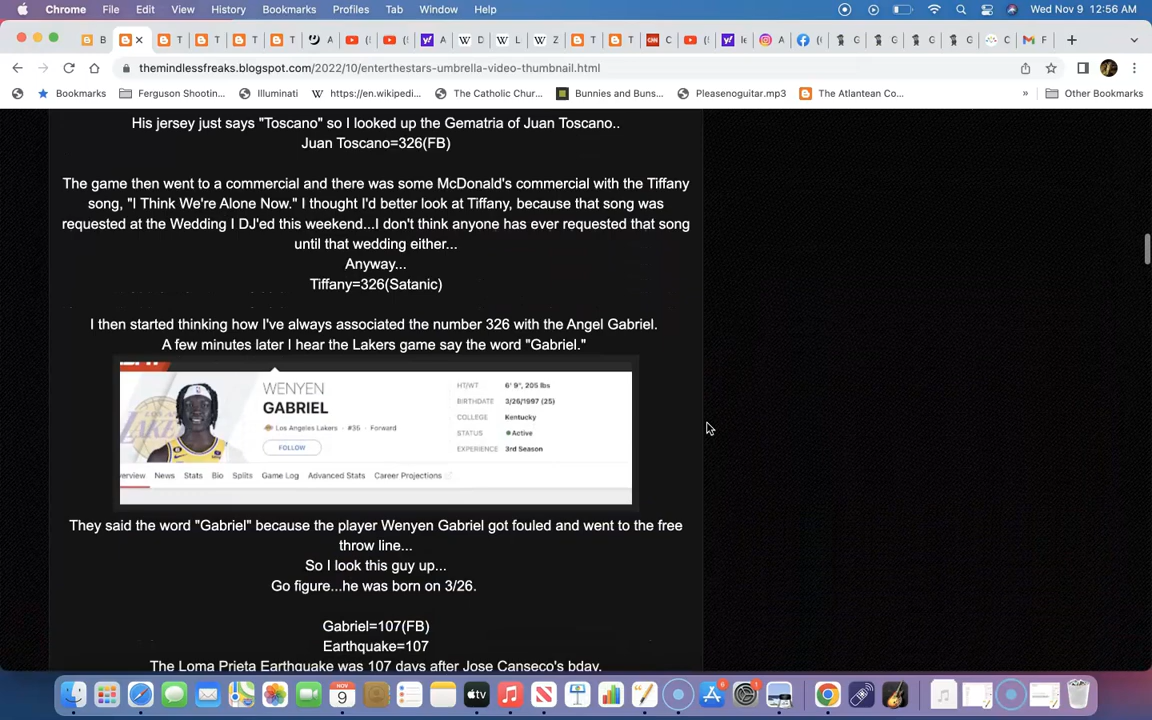 Chrome File Edit View History Bookmarks Profiles Tab Window Help Wed Nov 9 12:56 AM
B T T T T A ( ( A D L Z T T C ( le A ( G G G G C F
themindlessfreaks.blogspot.com/2022/10/enterthestars-umbrella-video-thumbnail.html
Bookmarks Ferguson Shootin... Illuminati https://en.wikipedi... The Catholic Chur... Bunnies and Buns... Pleasenoguitar.mp3 The Atlantean Co... » Other Bookmarks
His jersey just says "Toscano" so I looked up the Gematria of Juan Toscano..
Juan Toscano=326(FB)
The game then went to a commercial and there was some McDonald's commercial with the Tiffany
song, "I Think We're Alone Now." I thought I'd better look at Tiffany, because that song was
requested at the Wedding I DJ'ed this weekend...I don't think anyone has ever requested that song
until that wedding either...
Anyway...
Tiffany=326(Satanic)
I then started thinking how I've always associated the number 326 with the Angel Gabriel.
A few minutes later I hear the Lakers game say the word "Gabriel."
WENYEN
GABRIEL
Los Angeles Lakers • #35 • Forward
FOLLOW
HT/WT 6' 9", 205 lbs
BIRTHDATE 3/26/1997 (25)
COLLEGE Kentucky
STATUS Active
EXPERIENCE 3rd Season
verview News Stats Bio Splits Game Log Advanced Stats Career Projections
They said the word "Gabriel" because the player Wenyen Gabriel got fouled and went to the free
throw line...
So I look this guy up...
Go figure...he was born on 3/26.
Gabriel=107(FB)
Earthquake=107
The Loma Prieta Earthquake was 107 days after Jose Canseco's bday.
NOV
9
tv
6
1